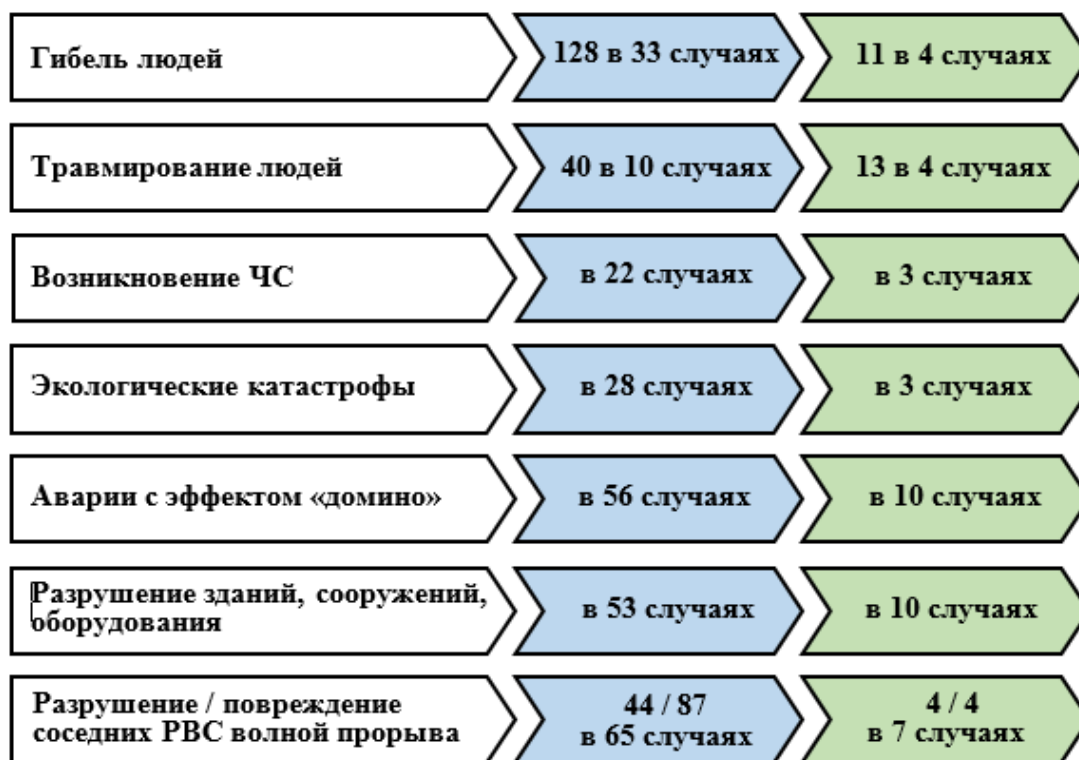 Гибель людей
128 в 33 случаях
11 в 4 случаях
Травмирование людей
40 в 10 случаях
13 в 4 случаях
Возникновение ЧС
в 22 случаях
в 3 случаях
Экологические катастрофы
в 28 случаях
в 3 случаях
Аварии с эффектом «домино»
в 56 случаях
в 10 случаях
Разрушение зданий, сооружений,
оборудования
в 53 случаях
в 10 случаях
Разрушение / повреждение
соседних РВС волной прорыва
44 / 87
в 65 случаях
4 / 4
в 7 случаях